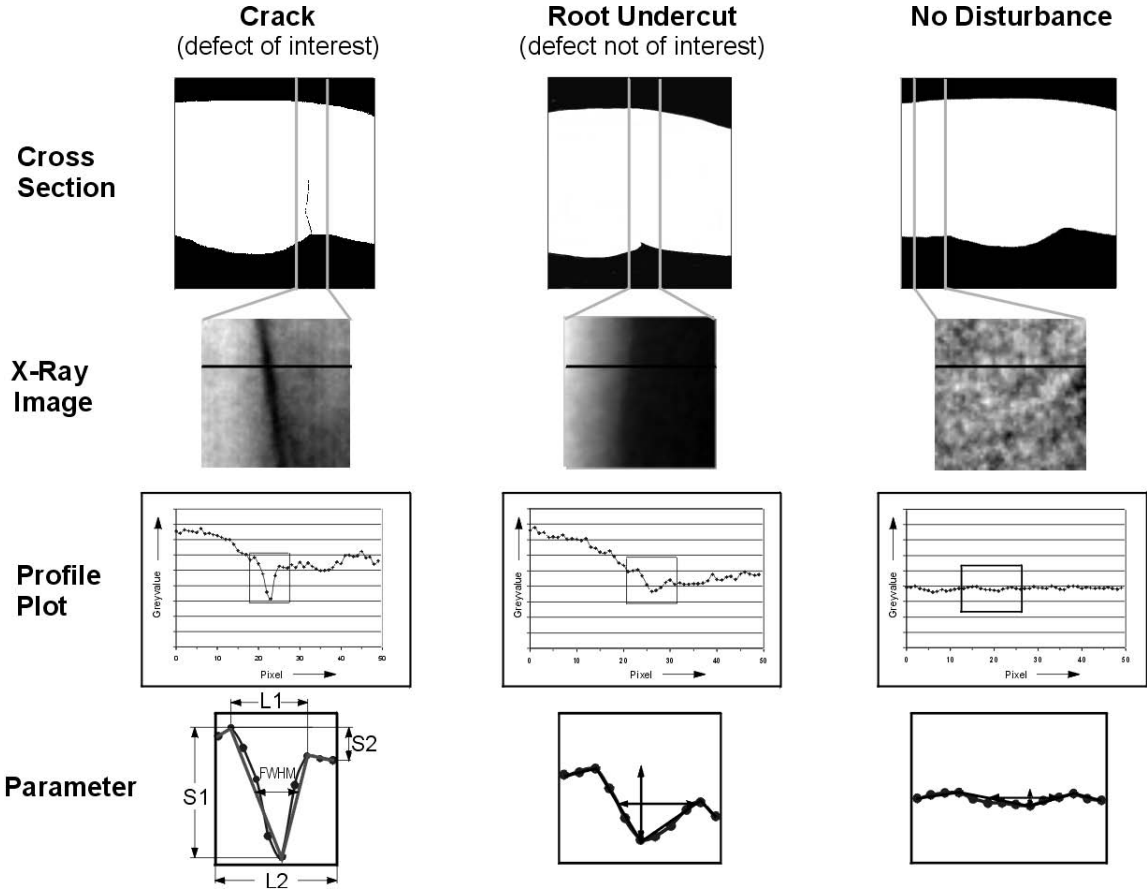 Crack
(defect of interest)
Root Undercut
(defect not of interest)
No Disturbance
Cross
Section
X-Ray
Image
Profile
Plot
Greyvalue
0 10 20 30 40 50
Pixel
Greyvalue
0 10 20 30 40 50
Pixel
Greyvalue
0 10 20 30 40 50
Pixel
Parameter
L1
S2
FWHM
S1
L2